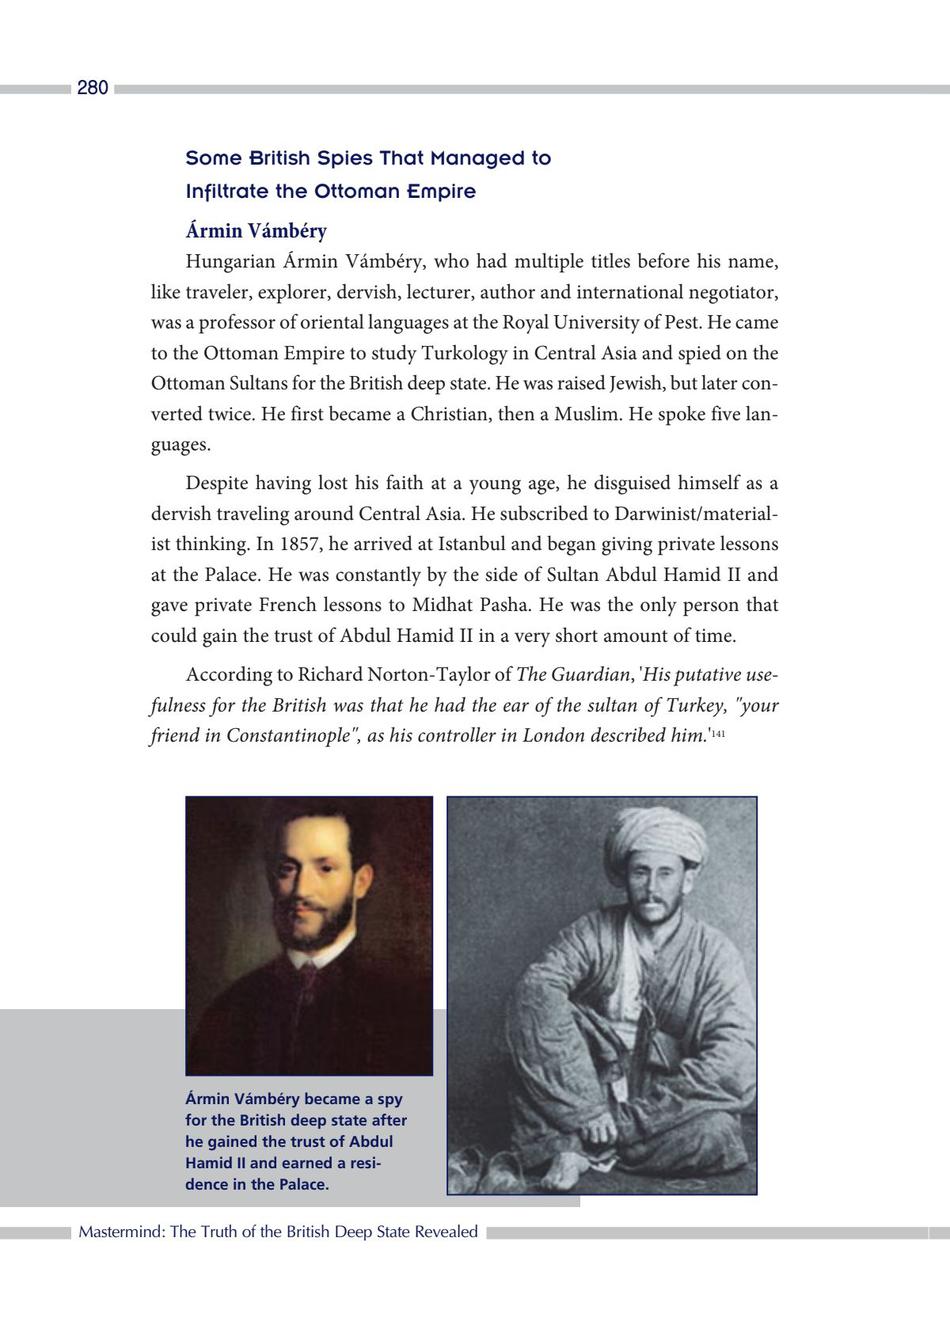 280
Some British Spies That Managed to
Infiltrate the Ottoman Empire
Ármin Vámbéry
Hungarian Ármin Vámbéry, who had multiple titles before his name,
like traveler, explorer, dervish, lecturer, author and international negotiator,
was a professor of oriental languages at the Royal University of Pest. He came
to the Ottoman Empire to study Turkology in Central Asia and spied on the
Ottoman Sultans for the British deep state. He was raised Jewish, but later con-
verted twice. He first became a Christian, then a Muslim. He spoke five lan-
guages.
Despite having lost his faith at a young age, he disguised himself as a
dervish traveling around Central Asia. He subscribed to Darwinist/material-
ist thinking. In 1857, he arrived at Istanbul and began giving private lessons
at the Palace. He was constantly by the side of Sultan Abdul Hamid II and
gave private French lessons to Midhat Pasha. He was the only person that
could gain the trust of Abdul Hamid II in a very short amount of time.
According to Richard Norton-Taylor of The Guardian, 'His putative use-
fulness for the British was that he had the ear of the sultan of Turkey, "your
friend in Constantinople", as his controller in London described him.'141
Ármin Vámbéry became a spy
for the British deep state after
he gained the trust of Abdul
Hamid II and earned a resi-
dence in the Palace.
Mastermind: The Truth of the British Deep State Revealed